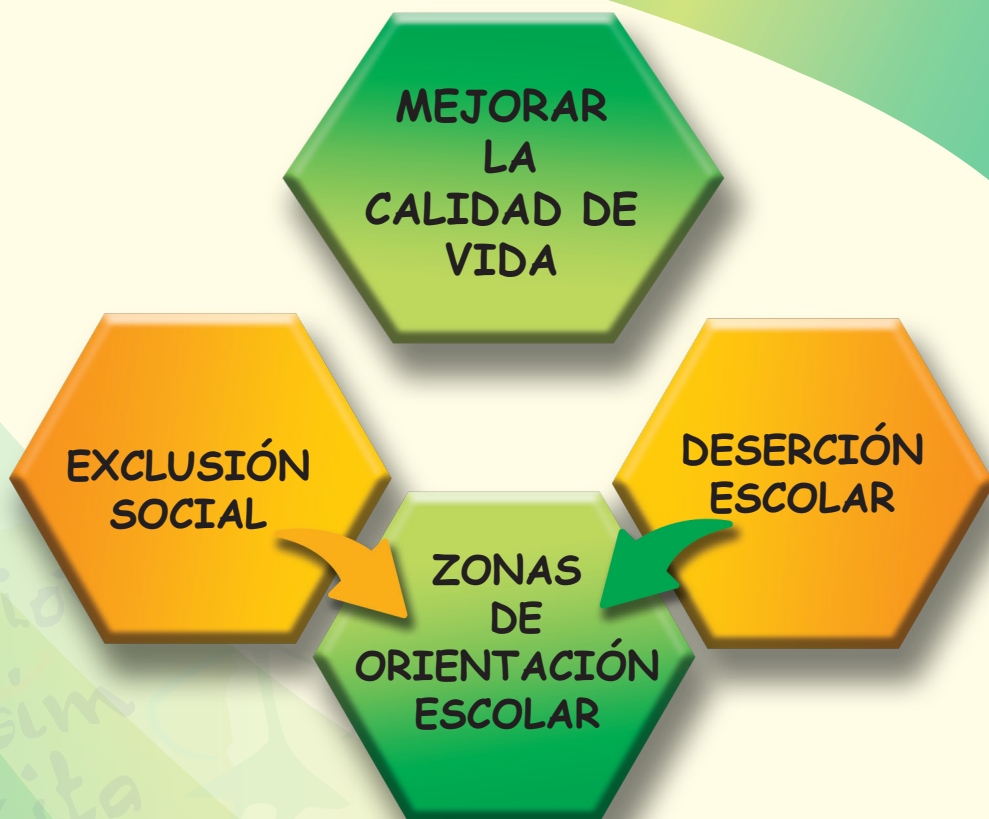 MEJORAR
LA
CALIDAD DE
VIDA
EXCLUSIÓN
SOCIAL
DESERCIÓN
ESCOLAR
ZONAS
DE
ORIENTACIÓN
ESCOLAR